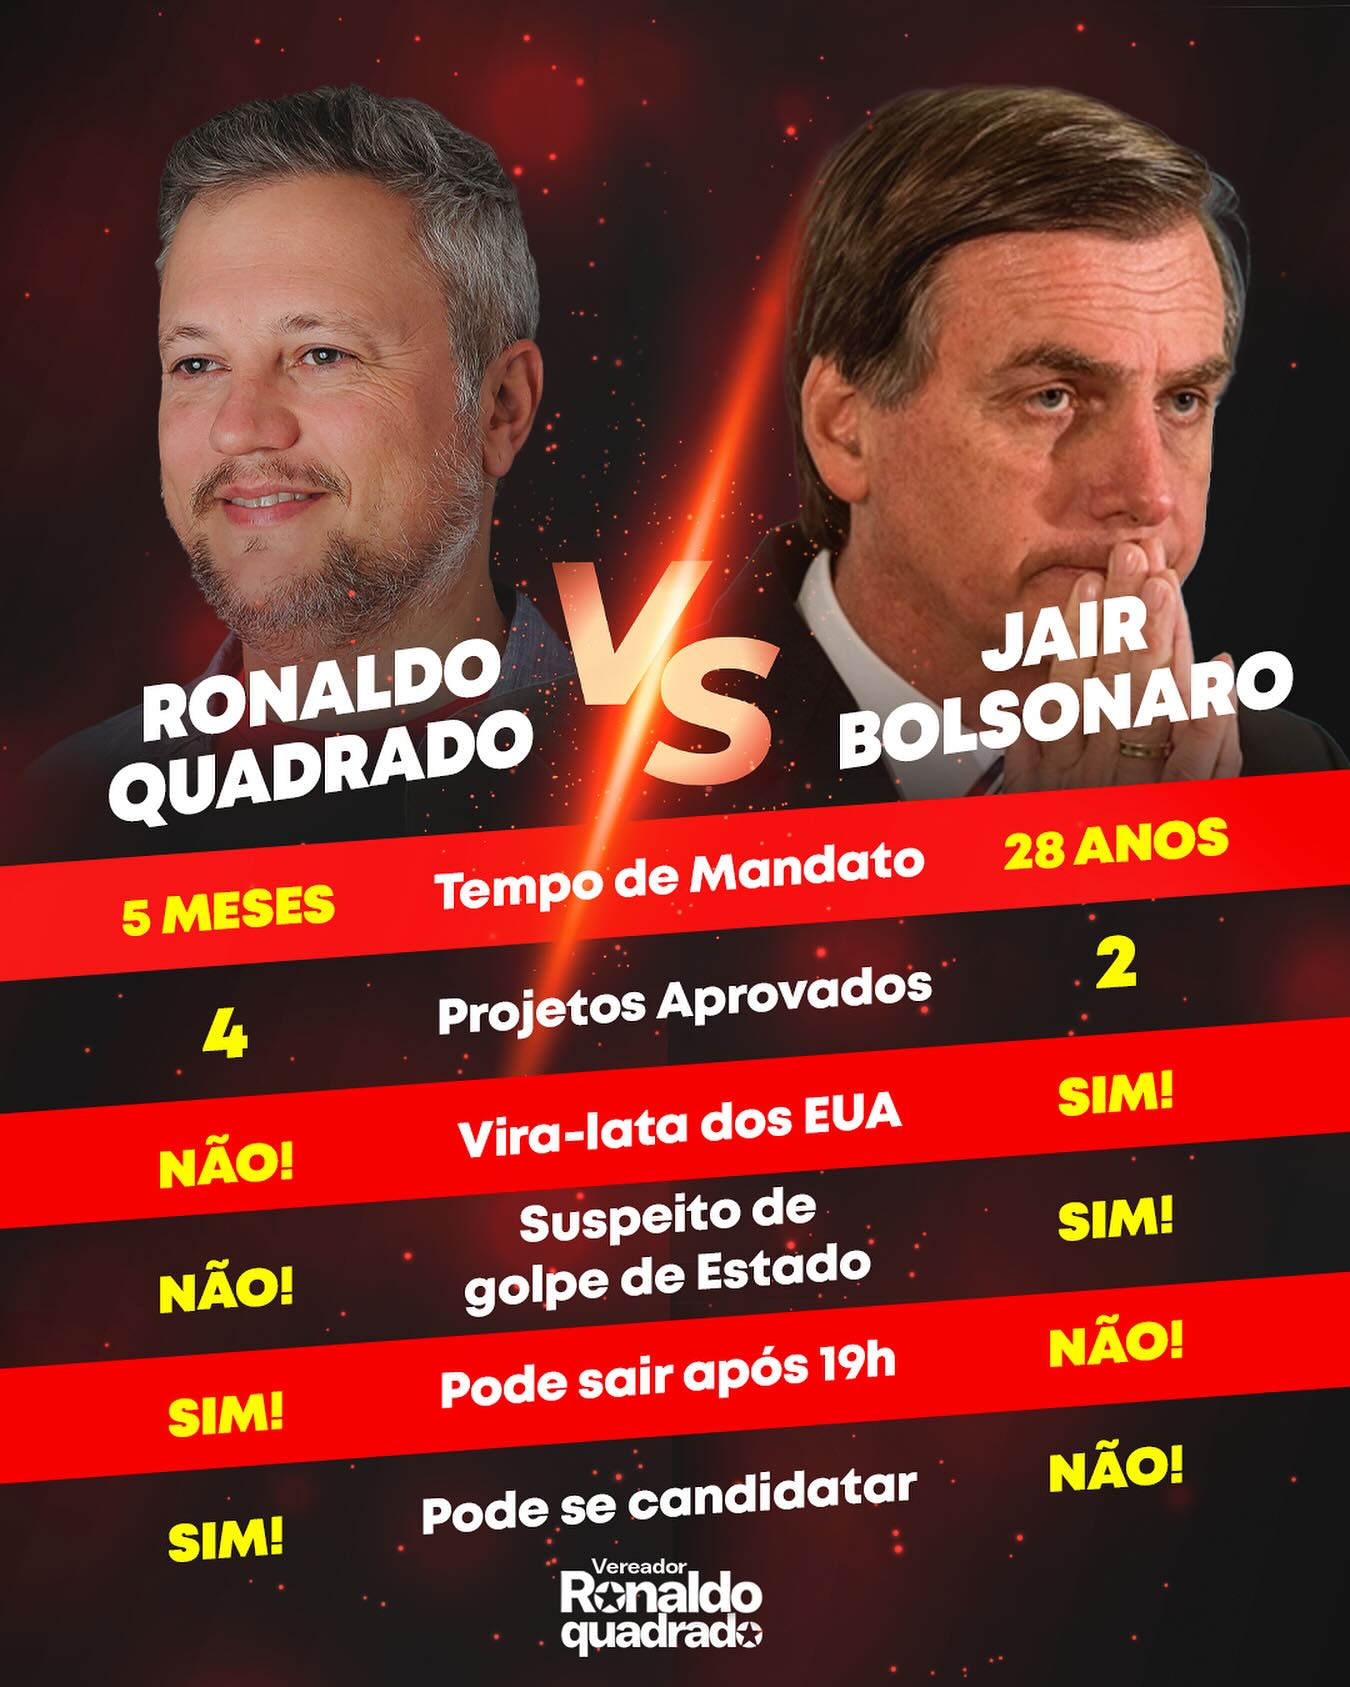 VS
RONALDO
QUADRADO
JAIR
BOLSONARO
5 MESES Tempo de Mandato 28 ANOS
4 Projetos Aprovados 2
NÃO! Vira-lata dos EUA SIM!
NÃO! Suspeito de
golpe de Estado SIM!
SIM! Pode sair após 19h NÃO!
SIM! Pode se candidatar NÃO!
Vereador
Ronaldo
quadrado